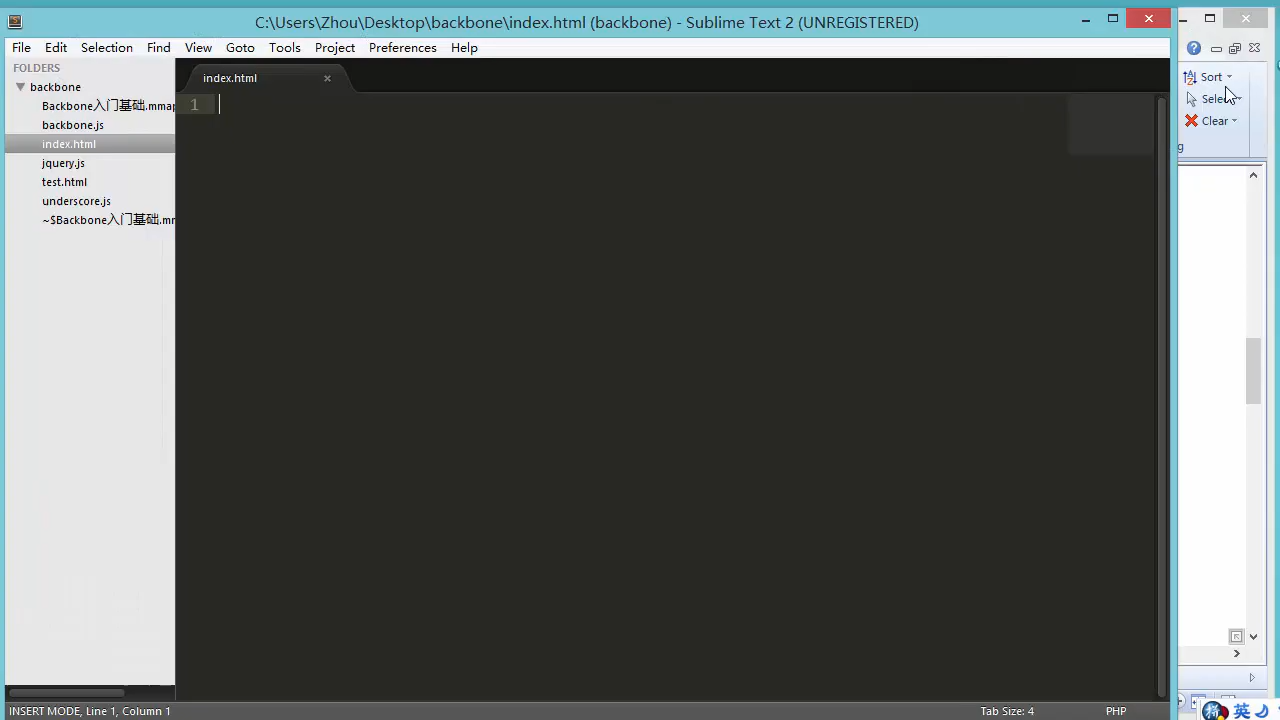 C:\Users\Zhou\Desktop\backbone\index.html (backbone) - Sublime Text 2 (UNREGISTERED)
File Edit Selection Find View Goto Tools Project Preferences Help
FOLDERS
backbone
Backbone入门基础.mmap
backbone.js
index.html
jquery.js
test.html
underscore.js
~$Backbone入门基础.mm
index.html
1
Sort
Select
Clear
g
INSERT MODE, Line 1, Column 1
Tab Size: 4
PHP
英